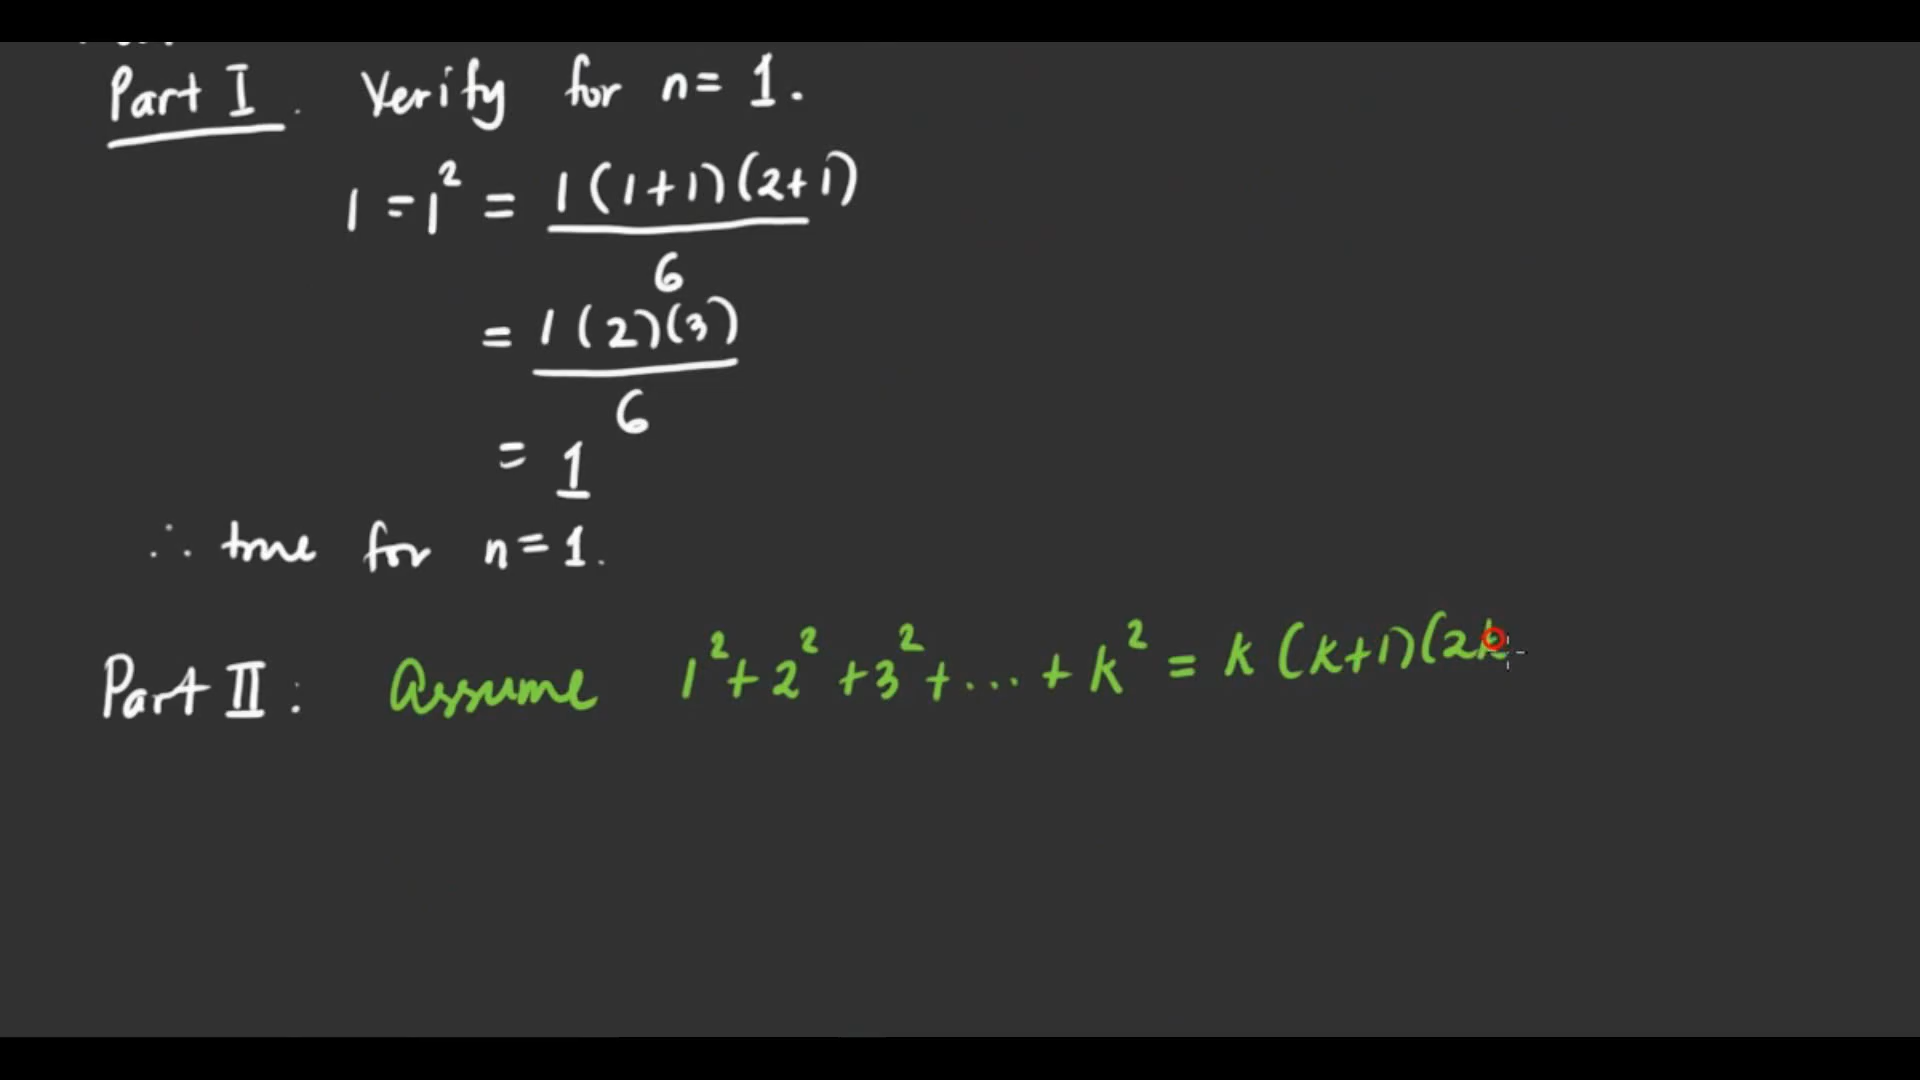 Part I. Verify for n= 1.
1 = 1² = 1(1+1)(2+1)
6
= 1(2)(3)
6
= 1
∴ true for n=1.
Part II: Assume 1²+2²+3²+...+k² = k(k+1)(2k